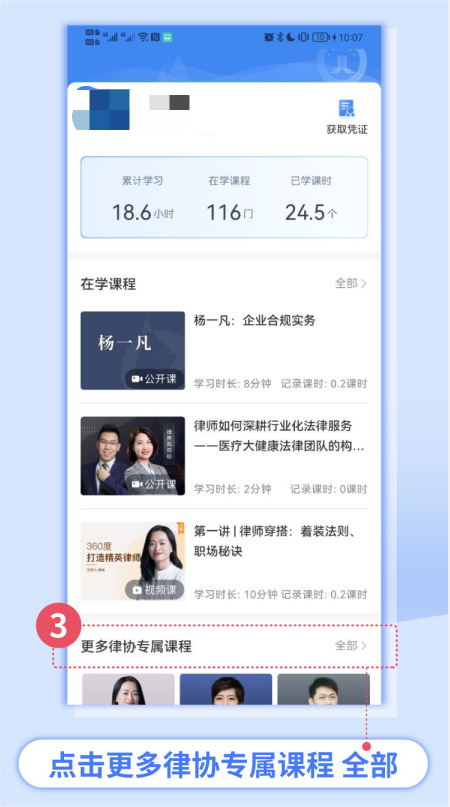 10:07
获取凭证
累计学习 在学课程 已学课时
18.6小时 116门 24.5个
在学课程 全部
杨一凡
公开课
杨一凡：企业合规实务
学习时长: 8分钟 记录课时: 0.2课时
公开课
律师如何深耕行业化法律服务
——医疗大健康法律团队的构...
学习时长: 2分钟 记录课时: 0课时
360度
打造精英律师
视频课
第一讲 | 律师穿搭：着装法则、
职场秘诀
学习时长: 10分钟 记录课时: 0.2课时
3
更多律协专属课程 全部
点击更多律协专属课程 全部